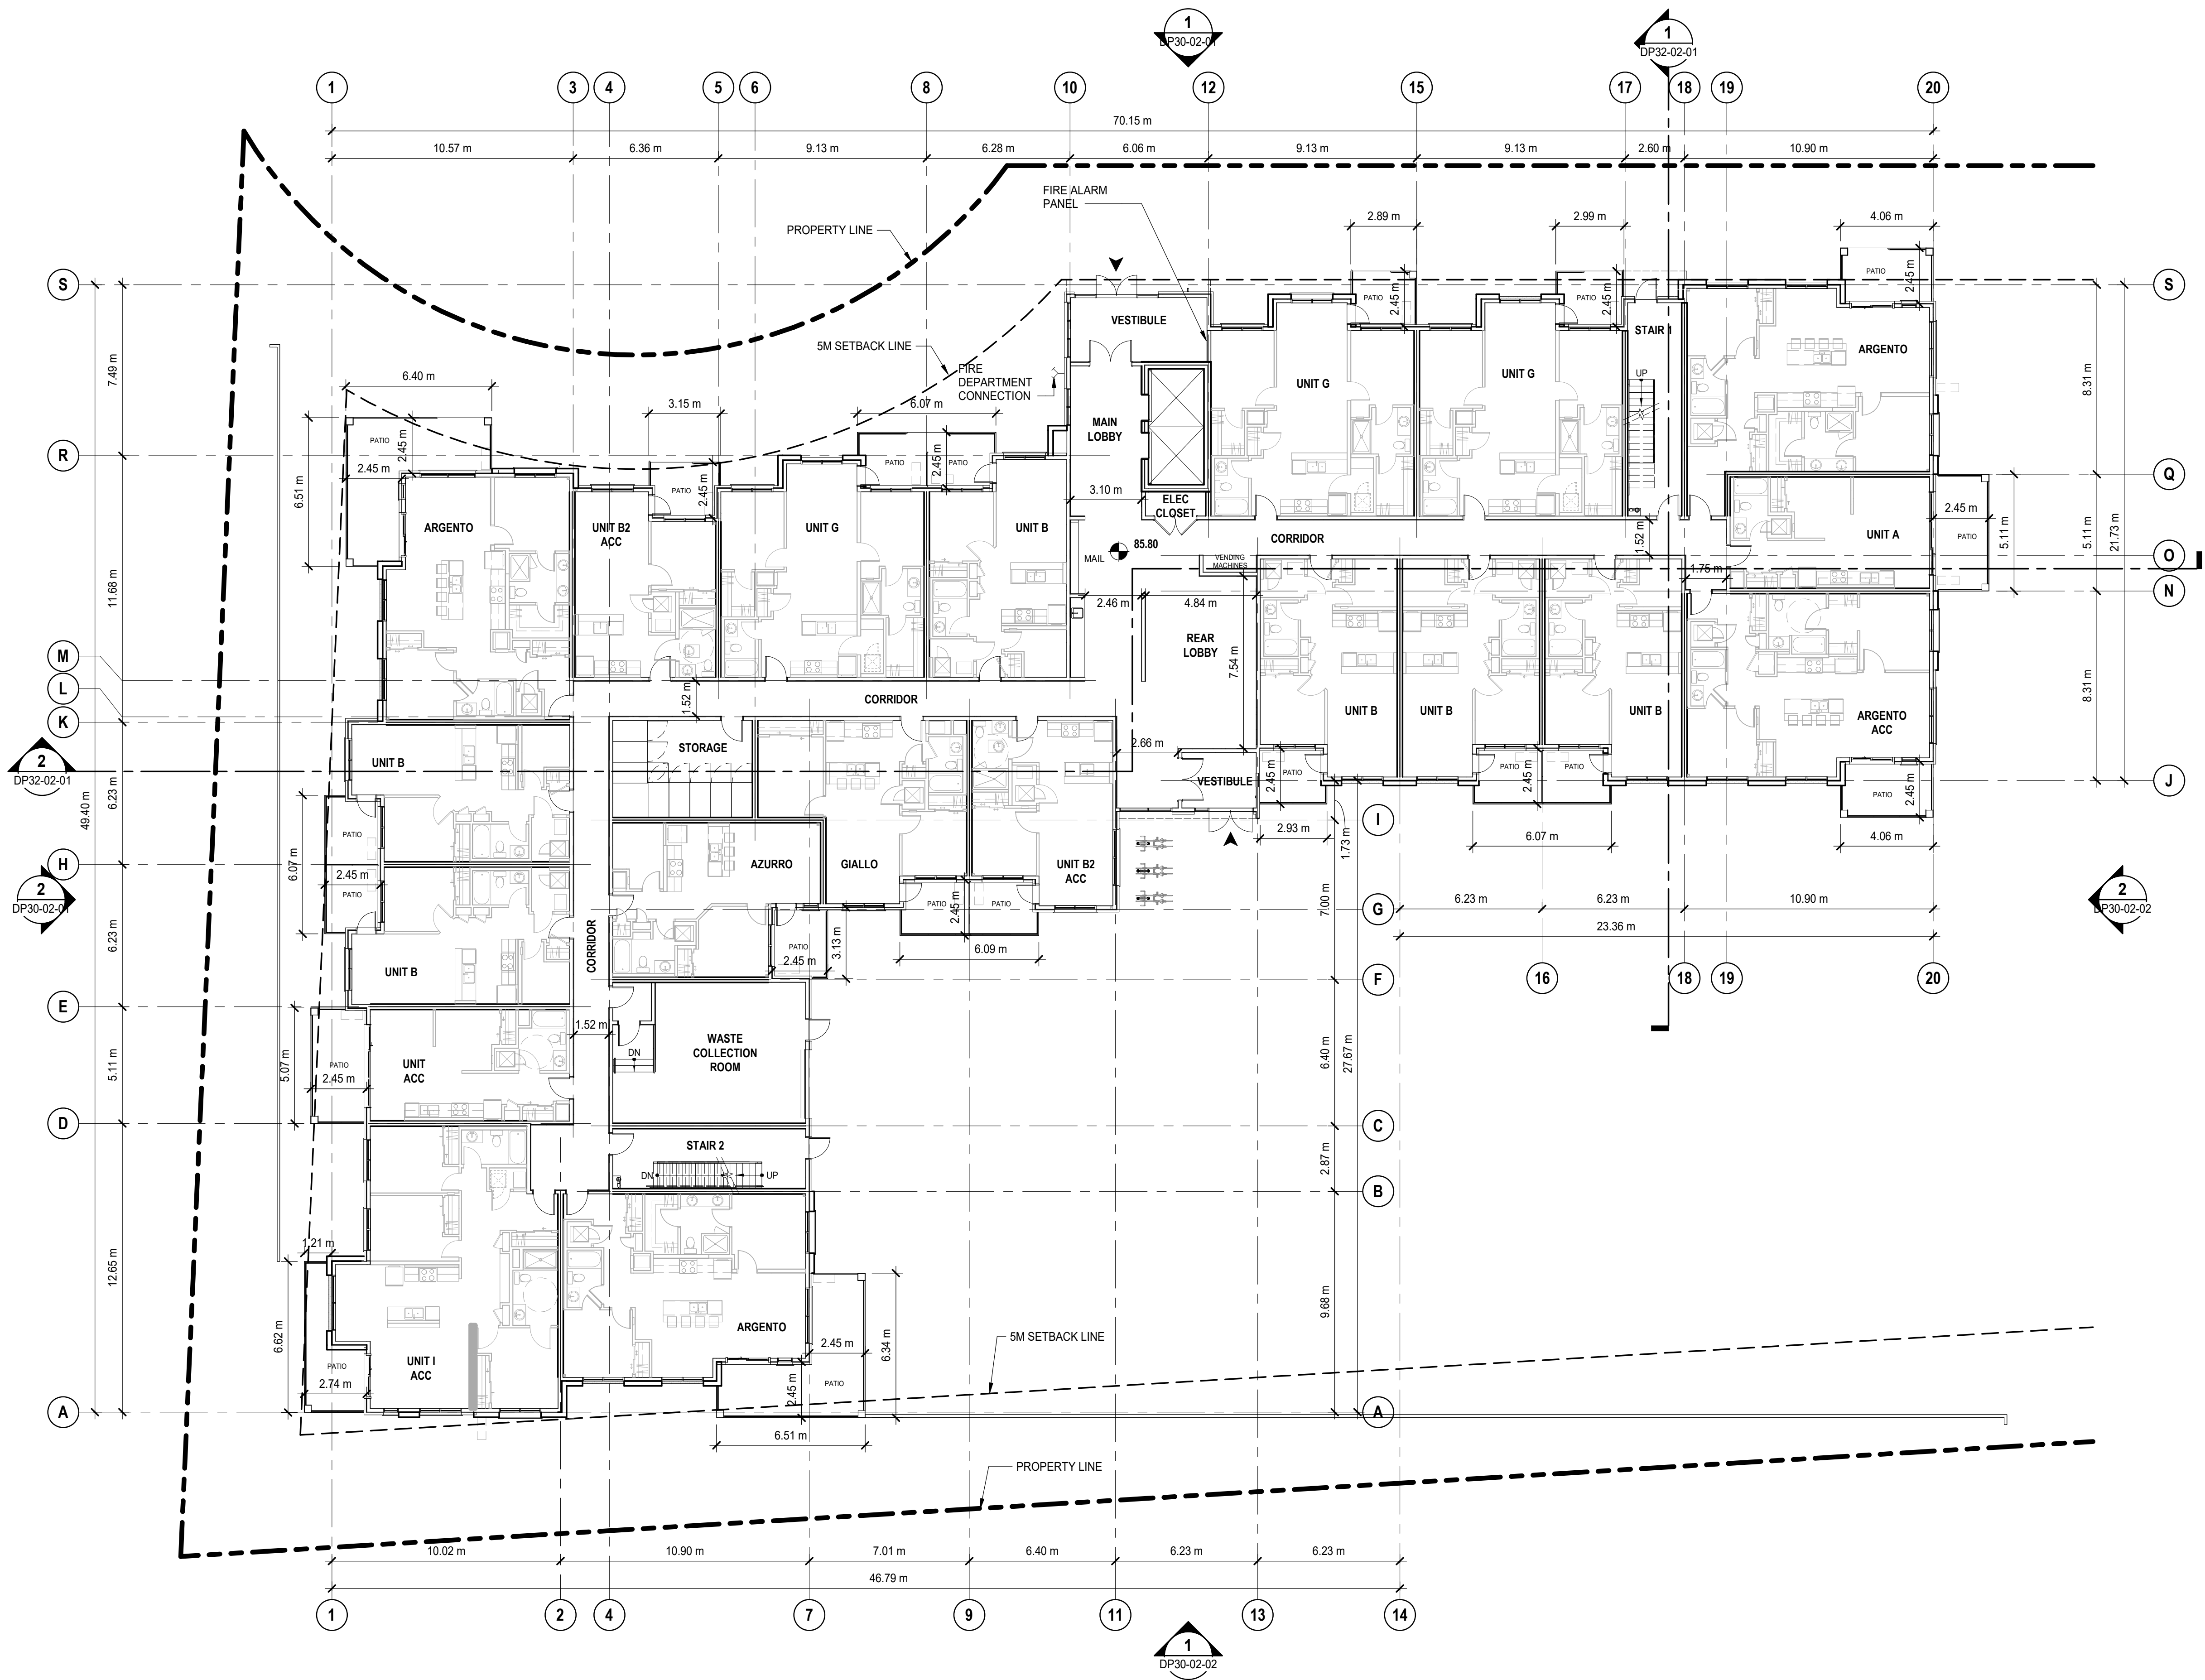 1
DP30-02-01
1
DP32-02-01
1
3
4
5
6
8
10
12
15
17
18
19
20
70.15 m
10.57 m
6.36 m
9.13 m
6.28 m
6.06 m
9.13 m
9.13 m
2.60 m
10.90 m
FIRE ALARM
PANEL
PROPERTY LINE
2.89 m
2.99 m
4.06 m
S
S
PATIO
2.45 m
PATIO
2.45 m
PATIO
2.45 m
VESTIBULE
STAIR 1
ARGENTO
5M SETBACK LINE
FIRE
DEPARTMENT
CONNECTION
7.49 m
8.31 m
UNIT G
UNIT G
UP
6.40 m
3.15 m
6.07 m
MAIN
LOBBY
PATIO
2.45 m
2.45 m
R
PATIO
PATIO
2.45 m
PATIO
2.45 m
Q
6.51 m
3.10 m
ELEC
CLOSET
ARGENTO
UNIT B2
ACC
UNIT G
UNIT B
2.45 m
5.11 m
5.11 m
21.73 m
UNIT A
PATIO
CORRIDOR
1.52 m
85.80
MAIL
VENDING
MACHINES
O
1.75 m
N
11.68 m
2.46 m
4.84 m
REAR
LOBBY
7.54 m
M
L
K
1.52 m
CORRIDOR
UNIT B
UNIT B
UNIT B
ARGENTO
ACC
8.31 m
STORAGE
2.66 m
2
DP32-02-01
UNIT B
VESTIBULE
PATIO
2.45 m
PATIO
2.45 m
PATIO
PATIO
2.45 m
J
6.23 m
49.40 m
I
2.93 m
1.73 m
6.07 m
4.06 m
PATIO
6.07 m
H
AZURRO
GIALLO
UNIT B2
ACC
2
DP30-02-01
2.45 m
PATIO
2
DP30-02-02
PATIO
2.45 m
PATIO
7.00 m
G
6.23 m
6.23 m
10.90 m
23.36 m
6.23 m
CORRIDOR
PATIO
2.45 m
3.13 m
6.09 m
UNIT B
F
16
18
19
20
E
1.52 m
WASTE
COLLECTION
ROOM
DN
5.11 m
5.07 m
PATIO
2.45 m
UNIT
ACC
6.40 m
27.67 m
D
C
STAIR 2
DN
UP
2.87 m
B
1.21 m
12.65 m
6.62 m
9.68 m
ARGENTO
2.45 m
6.34 m
5M SETBACK LINE
UNIT I
ACC
PATIO
2.74 m
2.45 m
PATIO
A
A
6.51 m
PROPERTY LINE
10.02 m
10.90 m
7.01 m
6.40 m
6.23 m
6.23 m
46.79 m
1
2
4
7
9
11
13
14
1
DP30-02-02